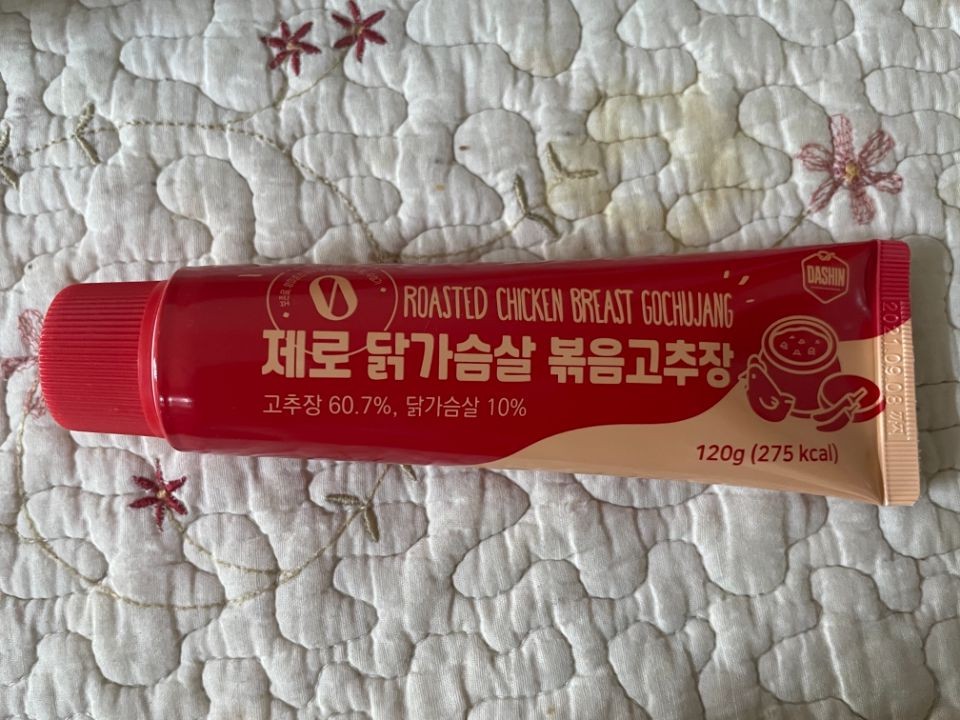 ROASTED CHICKEN BREAST GOCHUJANG
제로 닭가슴살 볶음고추장
고추장 60.7%, 닭가슴살 10%
DASHIN
120g (275 kcal)